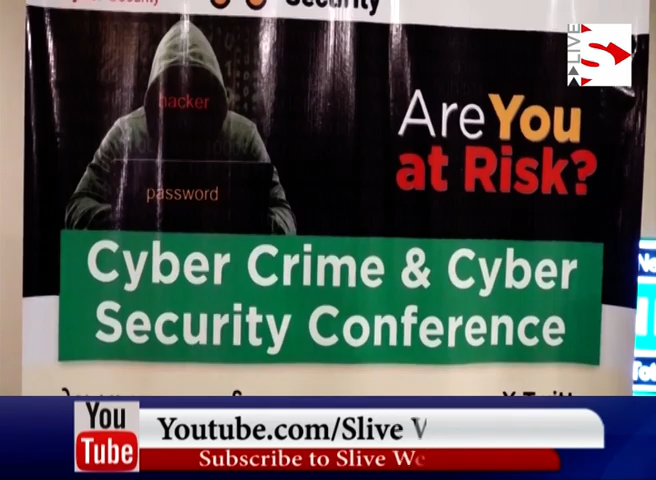 Security
LIVE
hacker
password
Are You
at Risk?
Cyber Crime & Cyber
Security Conference
You
Tube
Youtube.com/Slive
Subscribe to Slive